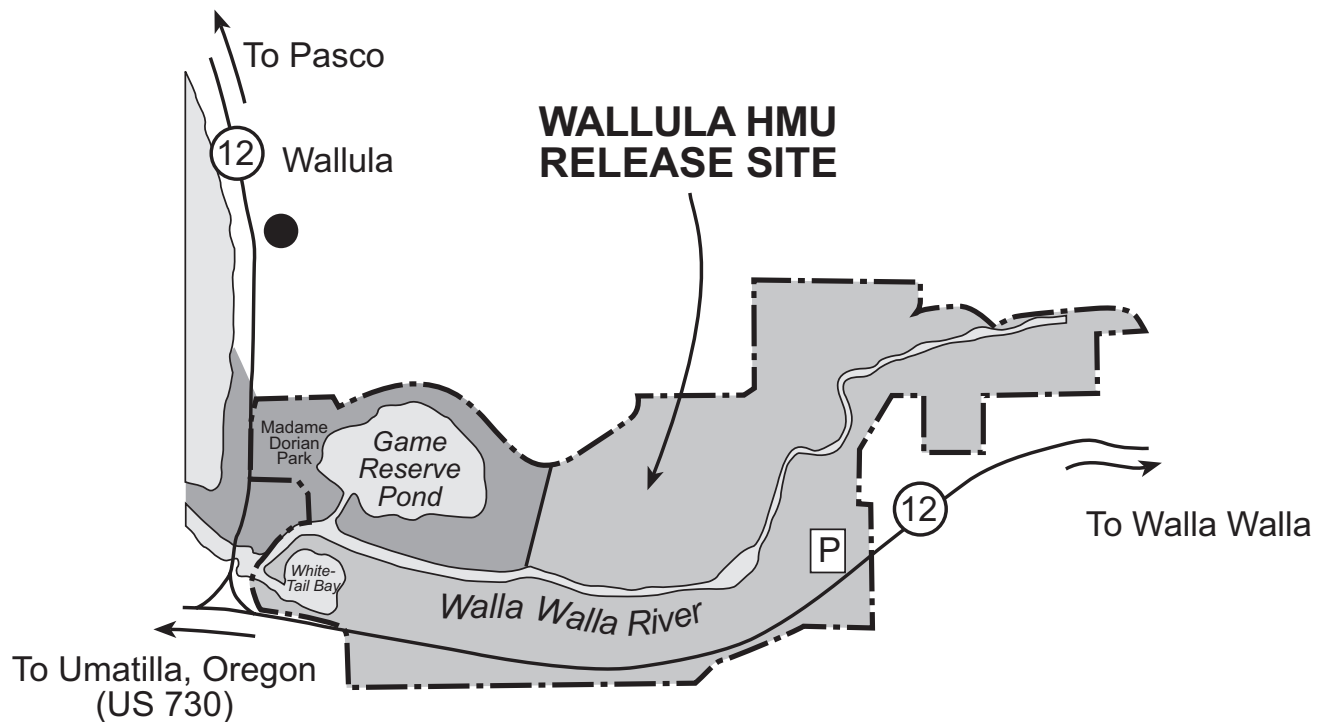 To Pasco
WALLULA HMU
RELEASE SITE
12
Wallula
Madame
Dorian
Park
Game
Reserve
Pond
12
To Walla Walla
P
White-
Tail Bay
Walla Walla River
To Umatilla, Oregon
(US 730)